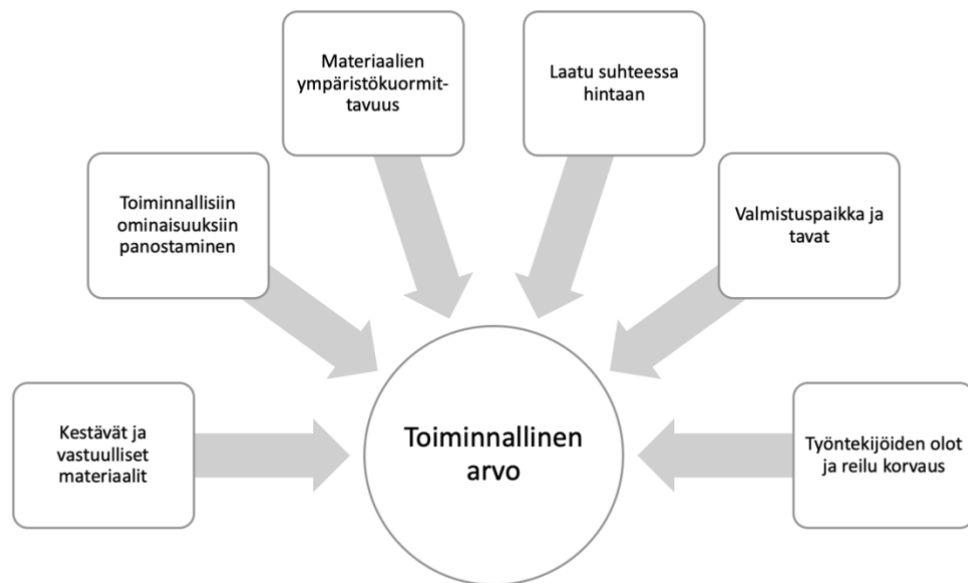 Materiaalien
ympäristökuormit-
tavuus
Laatu suhteessa
hintaan
Toiminnallisiin
ominaisuuksiin
panostaminen
Valmistuspaikka ja
tavat
Kestävät ja
vastuulliset
materiaalit
Toiminnallinen
arvo
Työntekijöiden olot
ja reilu korvaus